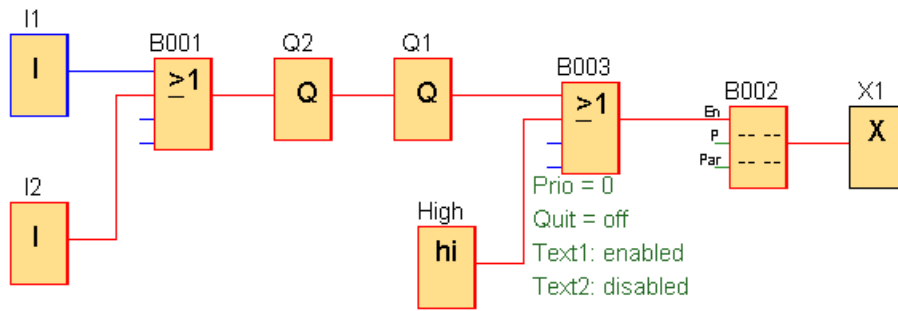 I1
I
B001
≥1
Q2
Q
Q1
Q
B003
≥1
B002
En
P
Par
X1
X
I2
I
High
hi
Prio = 0
Quit = off
Text1: enabled
Text2: disabled